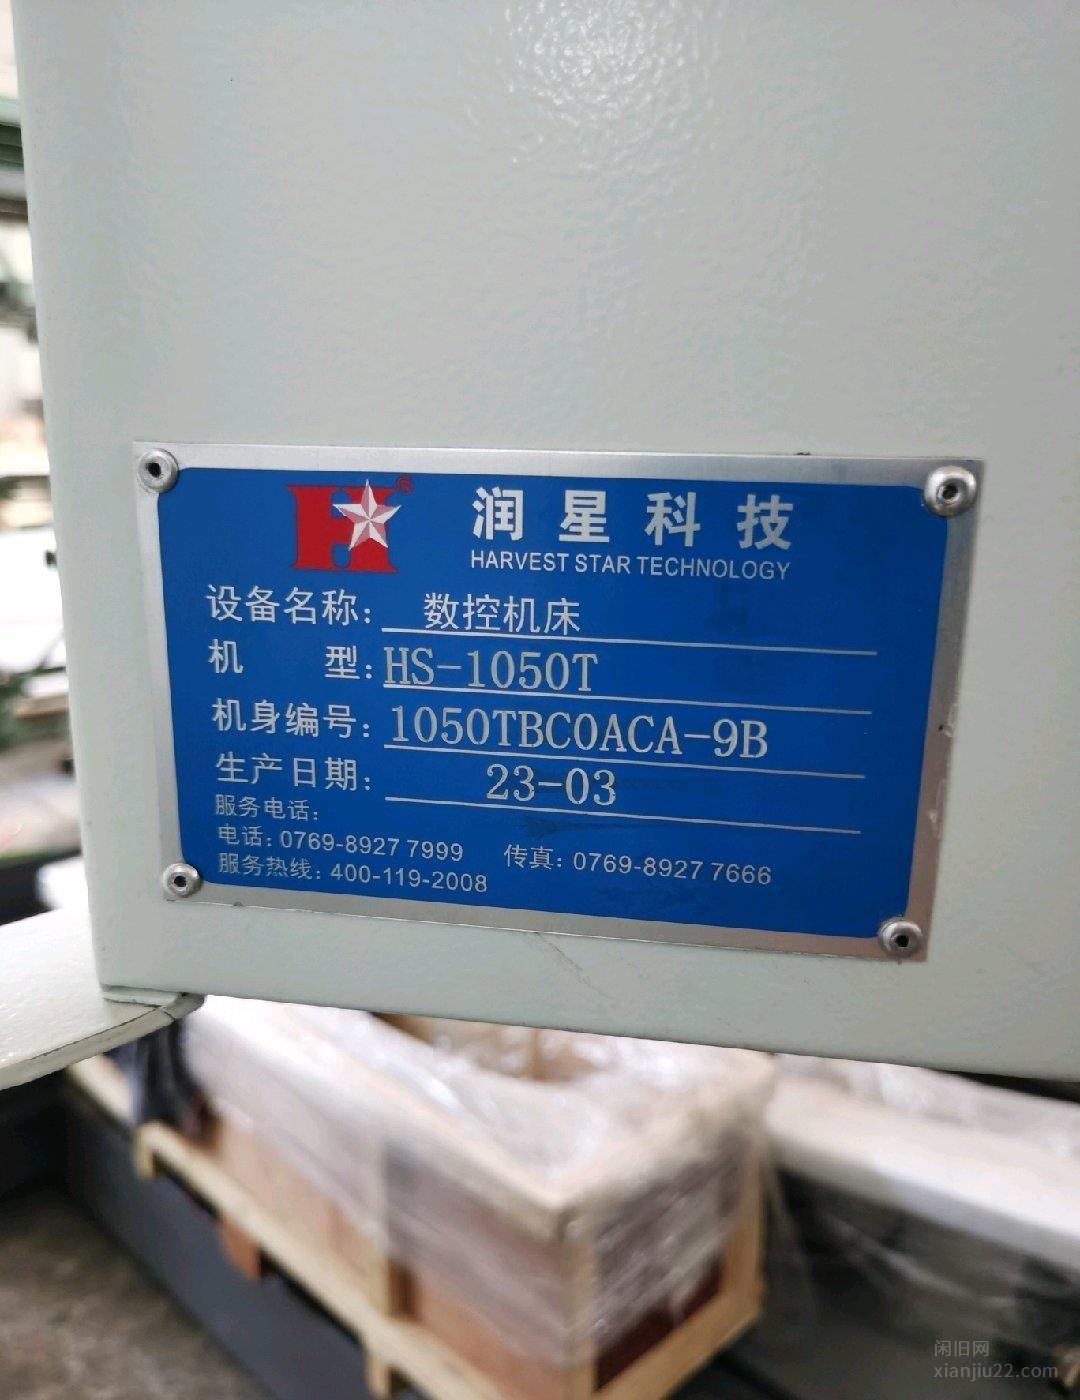 润星科技
HARVEST STAR TECHNOLOGY
设备名称: 数控机床
机 型: HS-1050T
机身编号: 1050TBC0ACA-9B
生产日期: 23-03
服务电话:
电话: 0769-8927 7999 传真: 0769-8927 7666
服务热线: 400-119-2008
闲旧网
xianjiu22.com